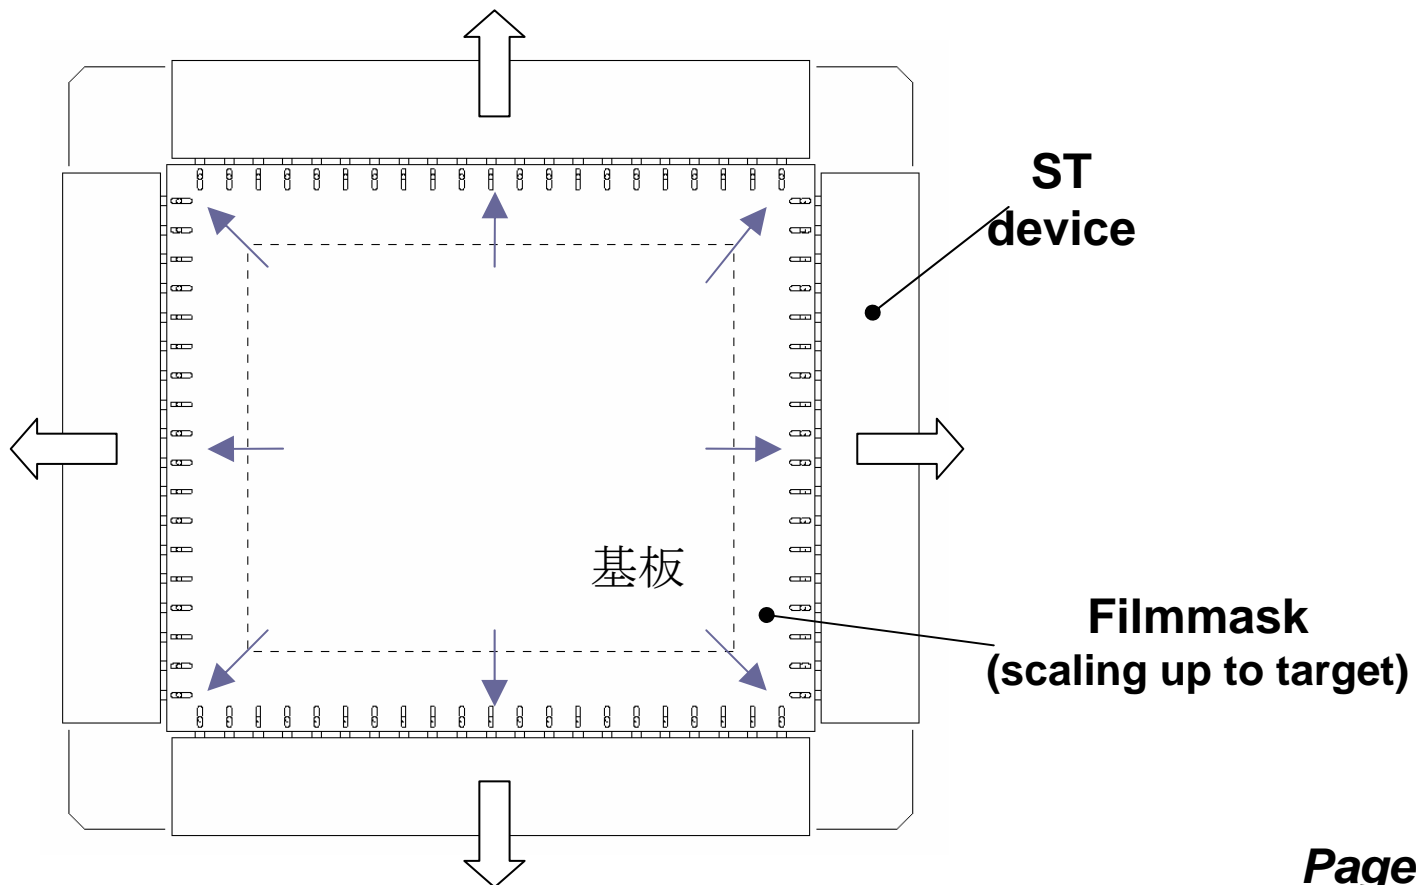 ST
device
基板
Filmmask
(scaling up to target)
Page